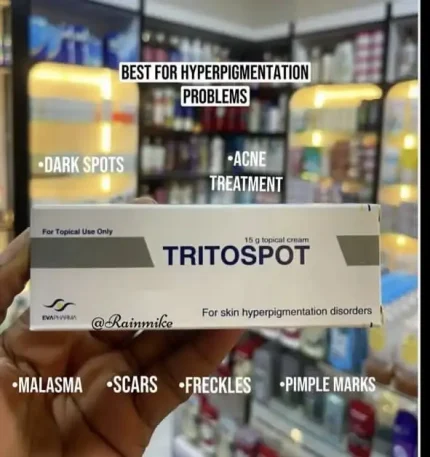 BEST FOR HYPERPIGMENTATION
PROBLEMS
•DARK SPOTS
•ACNE
TREATMENT
For Topical Use Only
15 g topical cream
TRITOSPOT
EVAPHARMA
@Rainmike
For skin hyperpigmentation disorders
•MALASMA •SCARS •FRECKLES •PIMPLE MARKS